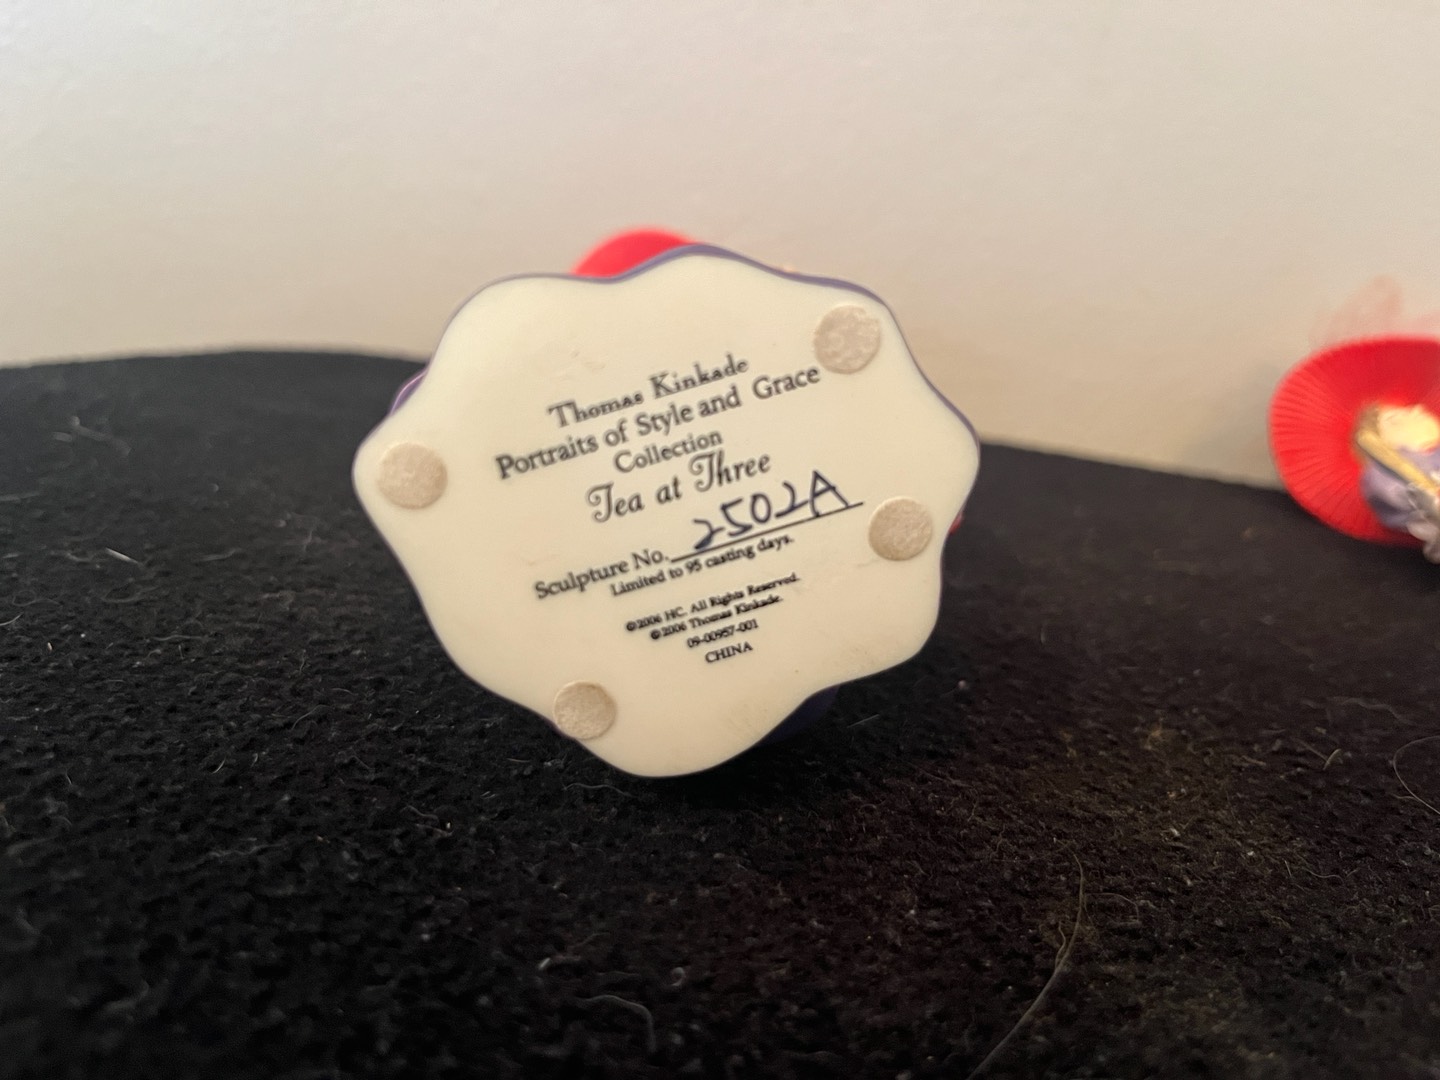 Thomas Kinkade
Portraits of Style and Grace
Collection
Tea at Three
Sculpture No. 2502A
Limited to 95 casting days.
©2006 HC. All Rights Reserved.
©2006 Thomas Kinkade.
09-00957-001
CHINA